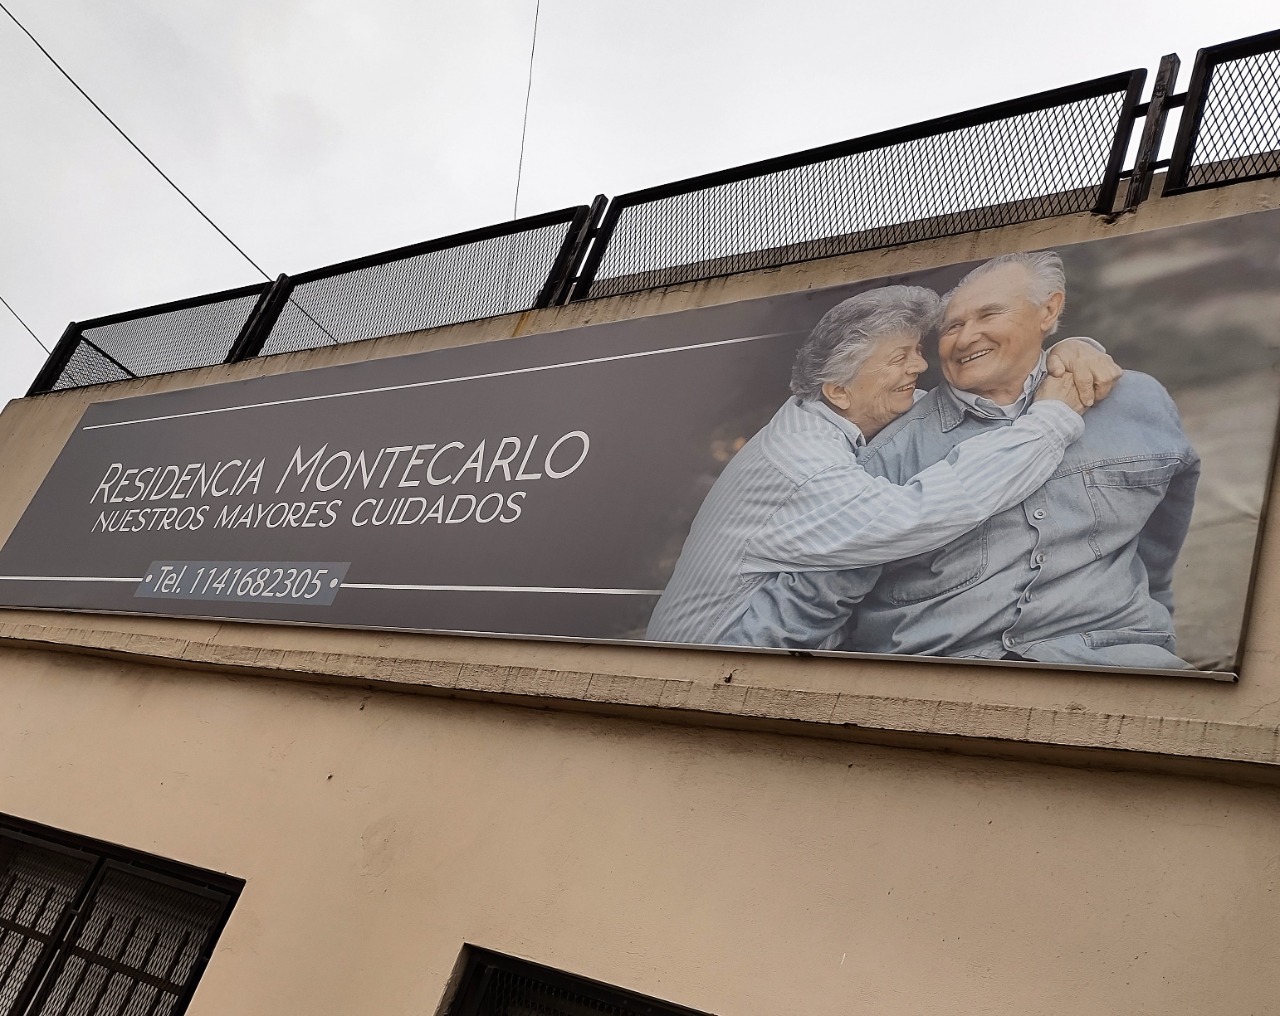 RESIDENCIA MONTECARLO
NUESTROS MAYORES CUIDADOS
• Tel. 1141682305 •